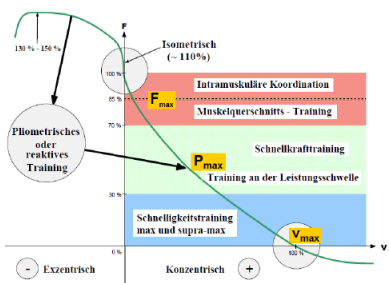 F
130 % - 150 %
Isometrisch
(~ 110%)
100 %
Intramuskuläre Koordination
85 %
Fmax
Muskelquerschnitts - Training
70 %
Pliometrisches
oder
reaktives
Training
Schnellkrafttraining
Pmax
Training an der Leistungsschwelle
30 %
Schnelligkeitstraining
max und supra-max
Vmax
0 %
100 %
v
- Exzentrisch
Konzentrisch +